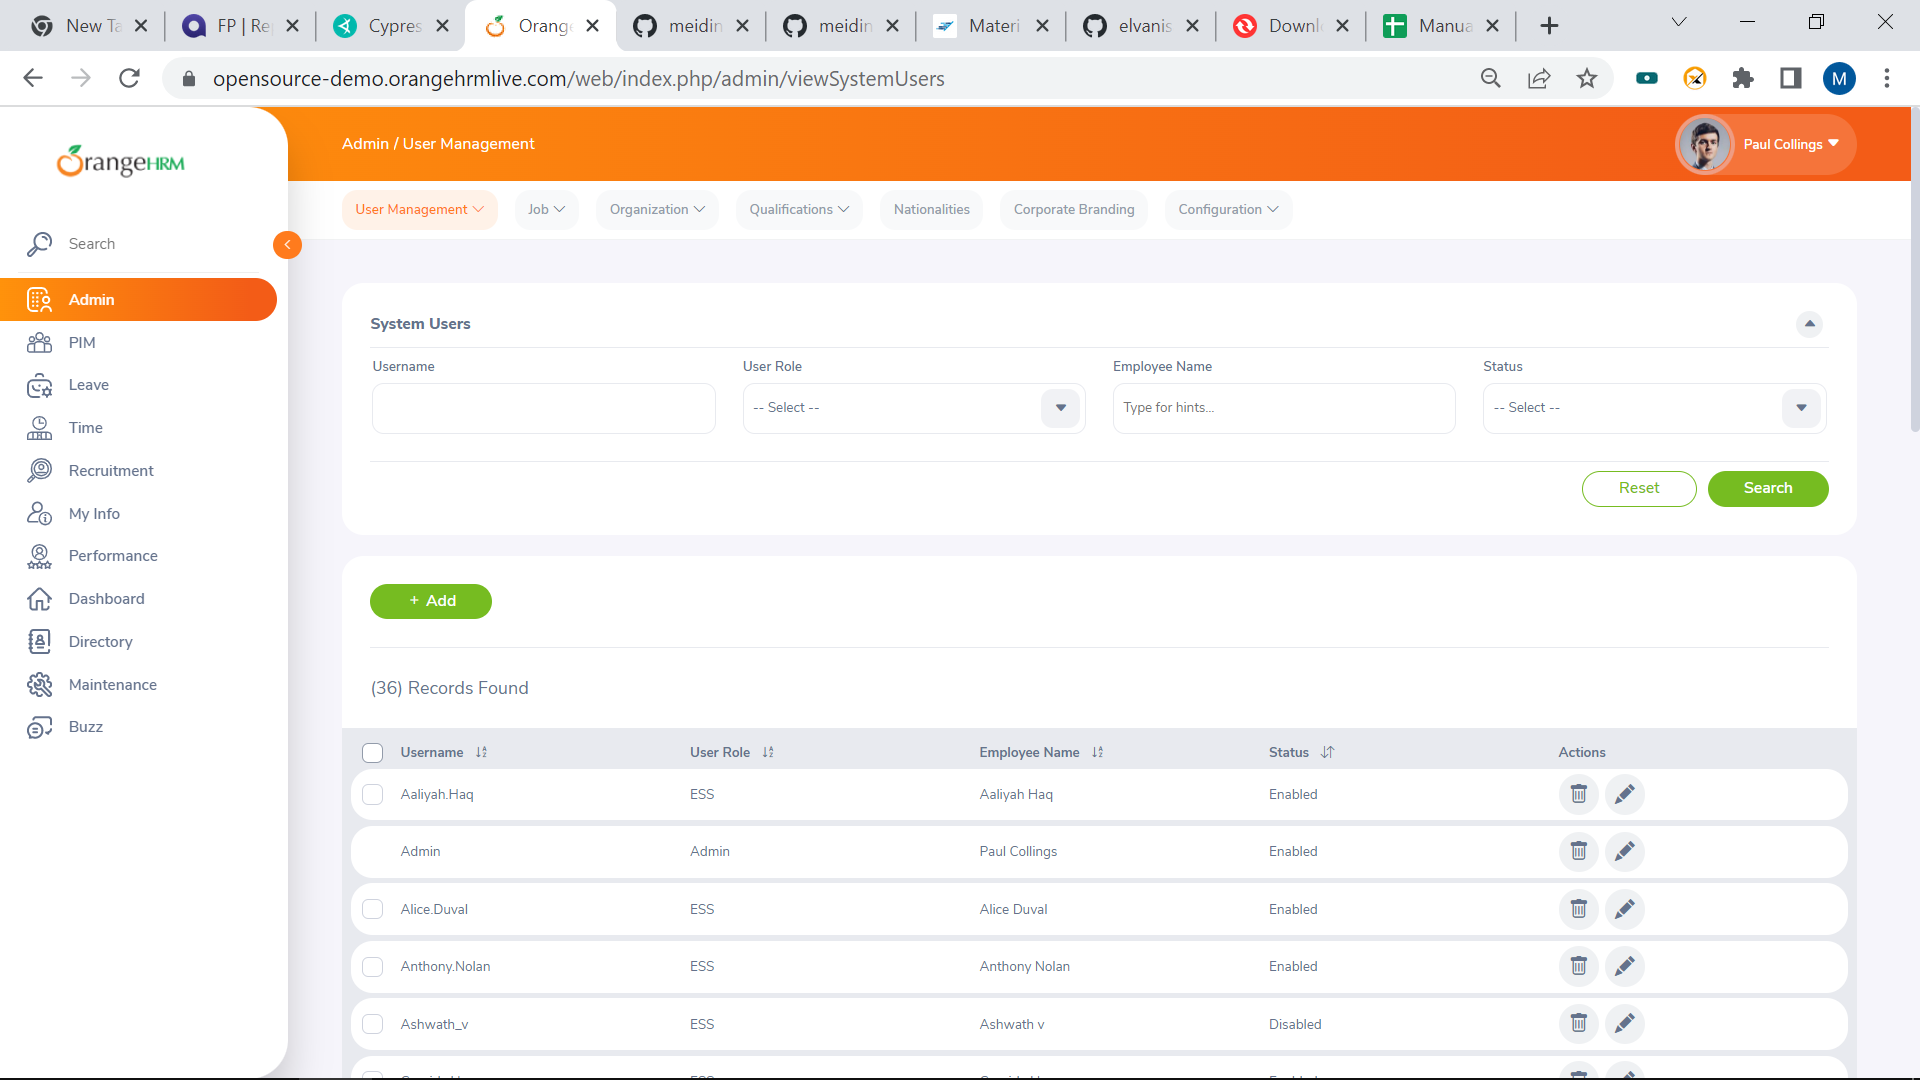 New Ta
FP | Re
Cypres
Orange
meidin
meidin
Materi
elvanis
Downl
Manua
opensource-demo.orangehrmlive.com/web/index.php/admin/viewSystemUsers
M
OrangeHRM
Admin / User Management
Paul Collings
User Management
Job
Organization
Qualifications
Nationalities
Corporate Branding
Configuration
Search
Admin
PIM
Leave
Time
Recruitment
My Info
Performance
Dashboard
Directory
Maintenance
Buzz
System Users
Username
User Role
Employee Name
Status
-- Select --
Type for hints...
-- Select --
Reset
Search
+ Add
(36) Records Found
Username User Role Employee Name Status Actions
Aaliyah.Haq ESS Aaliyah Haq Enabled
Admin Admin Paul Collings Enabled
Alice.Duval ESS Alice Duval Enabled
Anthony.Nolan ESS Anthony Nolan Enabled
Ashwath_v ESS Ashwath v Disabled